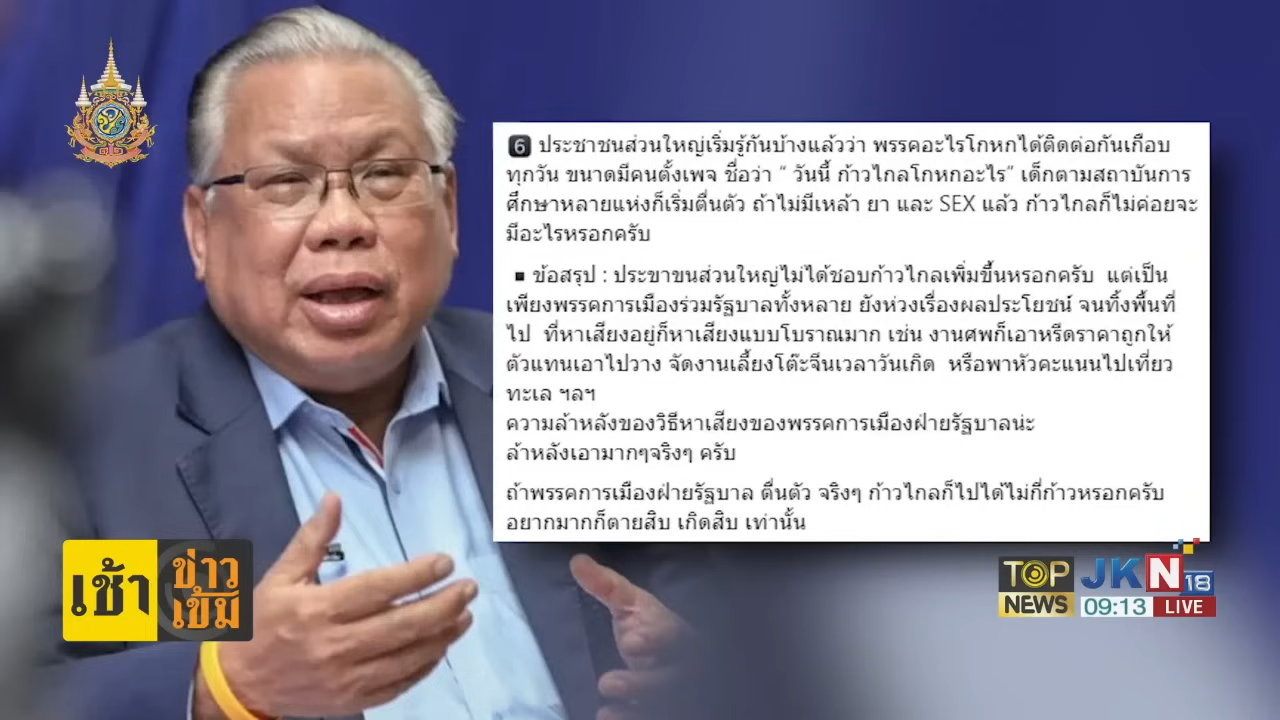 6 ประชาชนส่วนใหญ่เริ่มรู้กันบ้างแล้วว่า พรรคอะไรโกหกได้ติดต่อกันเกือบ
ทุกวัน ขนาดมีคนตั้งเพจ ชื่อว่า “ วันนี้ ก้าวไกลโกหกอะไร” เด็กตามสถาบันการ
ศึกษาหลายแห่งก็เริ่มตื่นตัว ถ้าไม่มีเหล้า ยา และ SEX แล้ว ก้าวไกลก็ไม่ค่อยจะ
มีอะไรหรอกครับ
▪ ข้อสรุป : ประขาขนส่วนใหญ่ไม่ได้ชอบก้าวไกลเพิ่มขึ้นหรอกครับ แต่เป็น
เพียงพรรคการเมืองร่วมรัฐบาลทั้งหลาย ยังห่วงเรื่องผลประโยชน์ จนทิ้งพื้นที่
ไป ที่หาเสียงอยู่ก็หาเสียงแบบโบราณมาก เช่น งานศพก็เอาหรีดราคาถูกให้
ตัวแทนเอาไปวาง จัดงานเลี้ยงโต๊ะจีนเวลาวันเกิด หรือพาหัวคะแนนไปเที่ยว
ทะเล ฯลฯ
ความล้าหลังของวิธีหาเสียงของพรรคการเมืองฝ่ายรัฐบาลน่ะ
ล้าหลังเอามากๆจริงๆ ครับ
ถ้าพรรคการเมืองฝ่ายรัฐบาล ตื่นตัว จริงๆ ก้าวไกลก็ไปได้ไม่กี่ก้าวหรอกครับ
อยากมากก็ตายสิบ เกิดสิบ เท่านั้น
เช้า ข่าว
เข้ม
TOP NEWS
JKN 18
09:13 LIVE